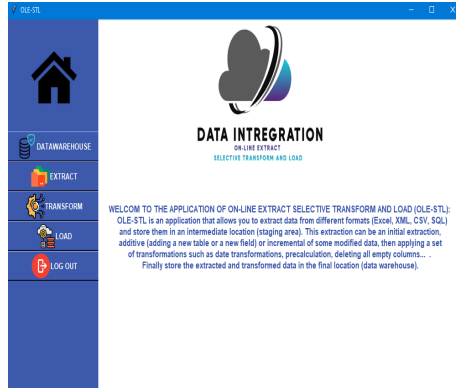 OLE-STL
DATAWAREHOUSE
EXTRACT
TRANSFORM
LOAD
LOG OUT
DATA INTREGRATION
ON-LINE EXTRACT
SELECTIVE TRANSFORM AND LOAD
WELCOM TO THE APPLICATION OF ON-LINE EXTRACT SELECTIVE TRANSFORM AND LOAD (OLE-STL):
OLE-STL is an application that allows you to extract data from different formats (Excel, XML, CSV, SQL)
and store them in an intermediate location (staging area). This extraction can be an initial extraction,
additive (adding a new table or a new field) or incremental of some modified data, then applying a set
of transformations such as date transformations, precalculation, deleting all empty columns... .
Finally store the extracted and transformed data in the final location (data warehouse).